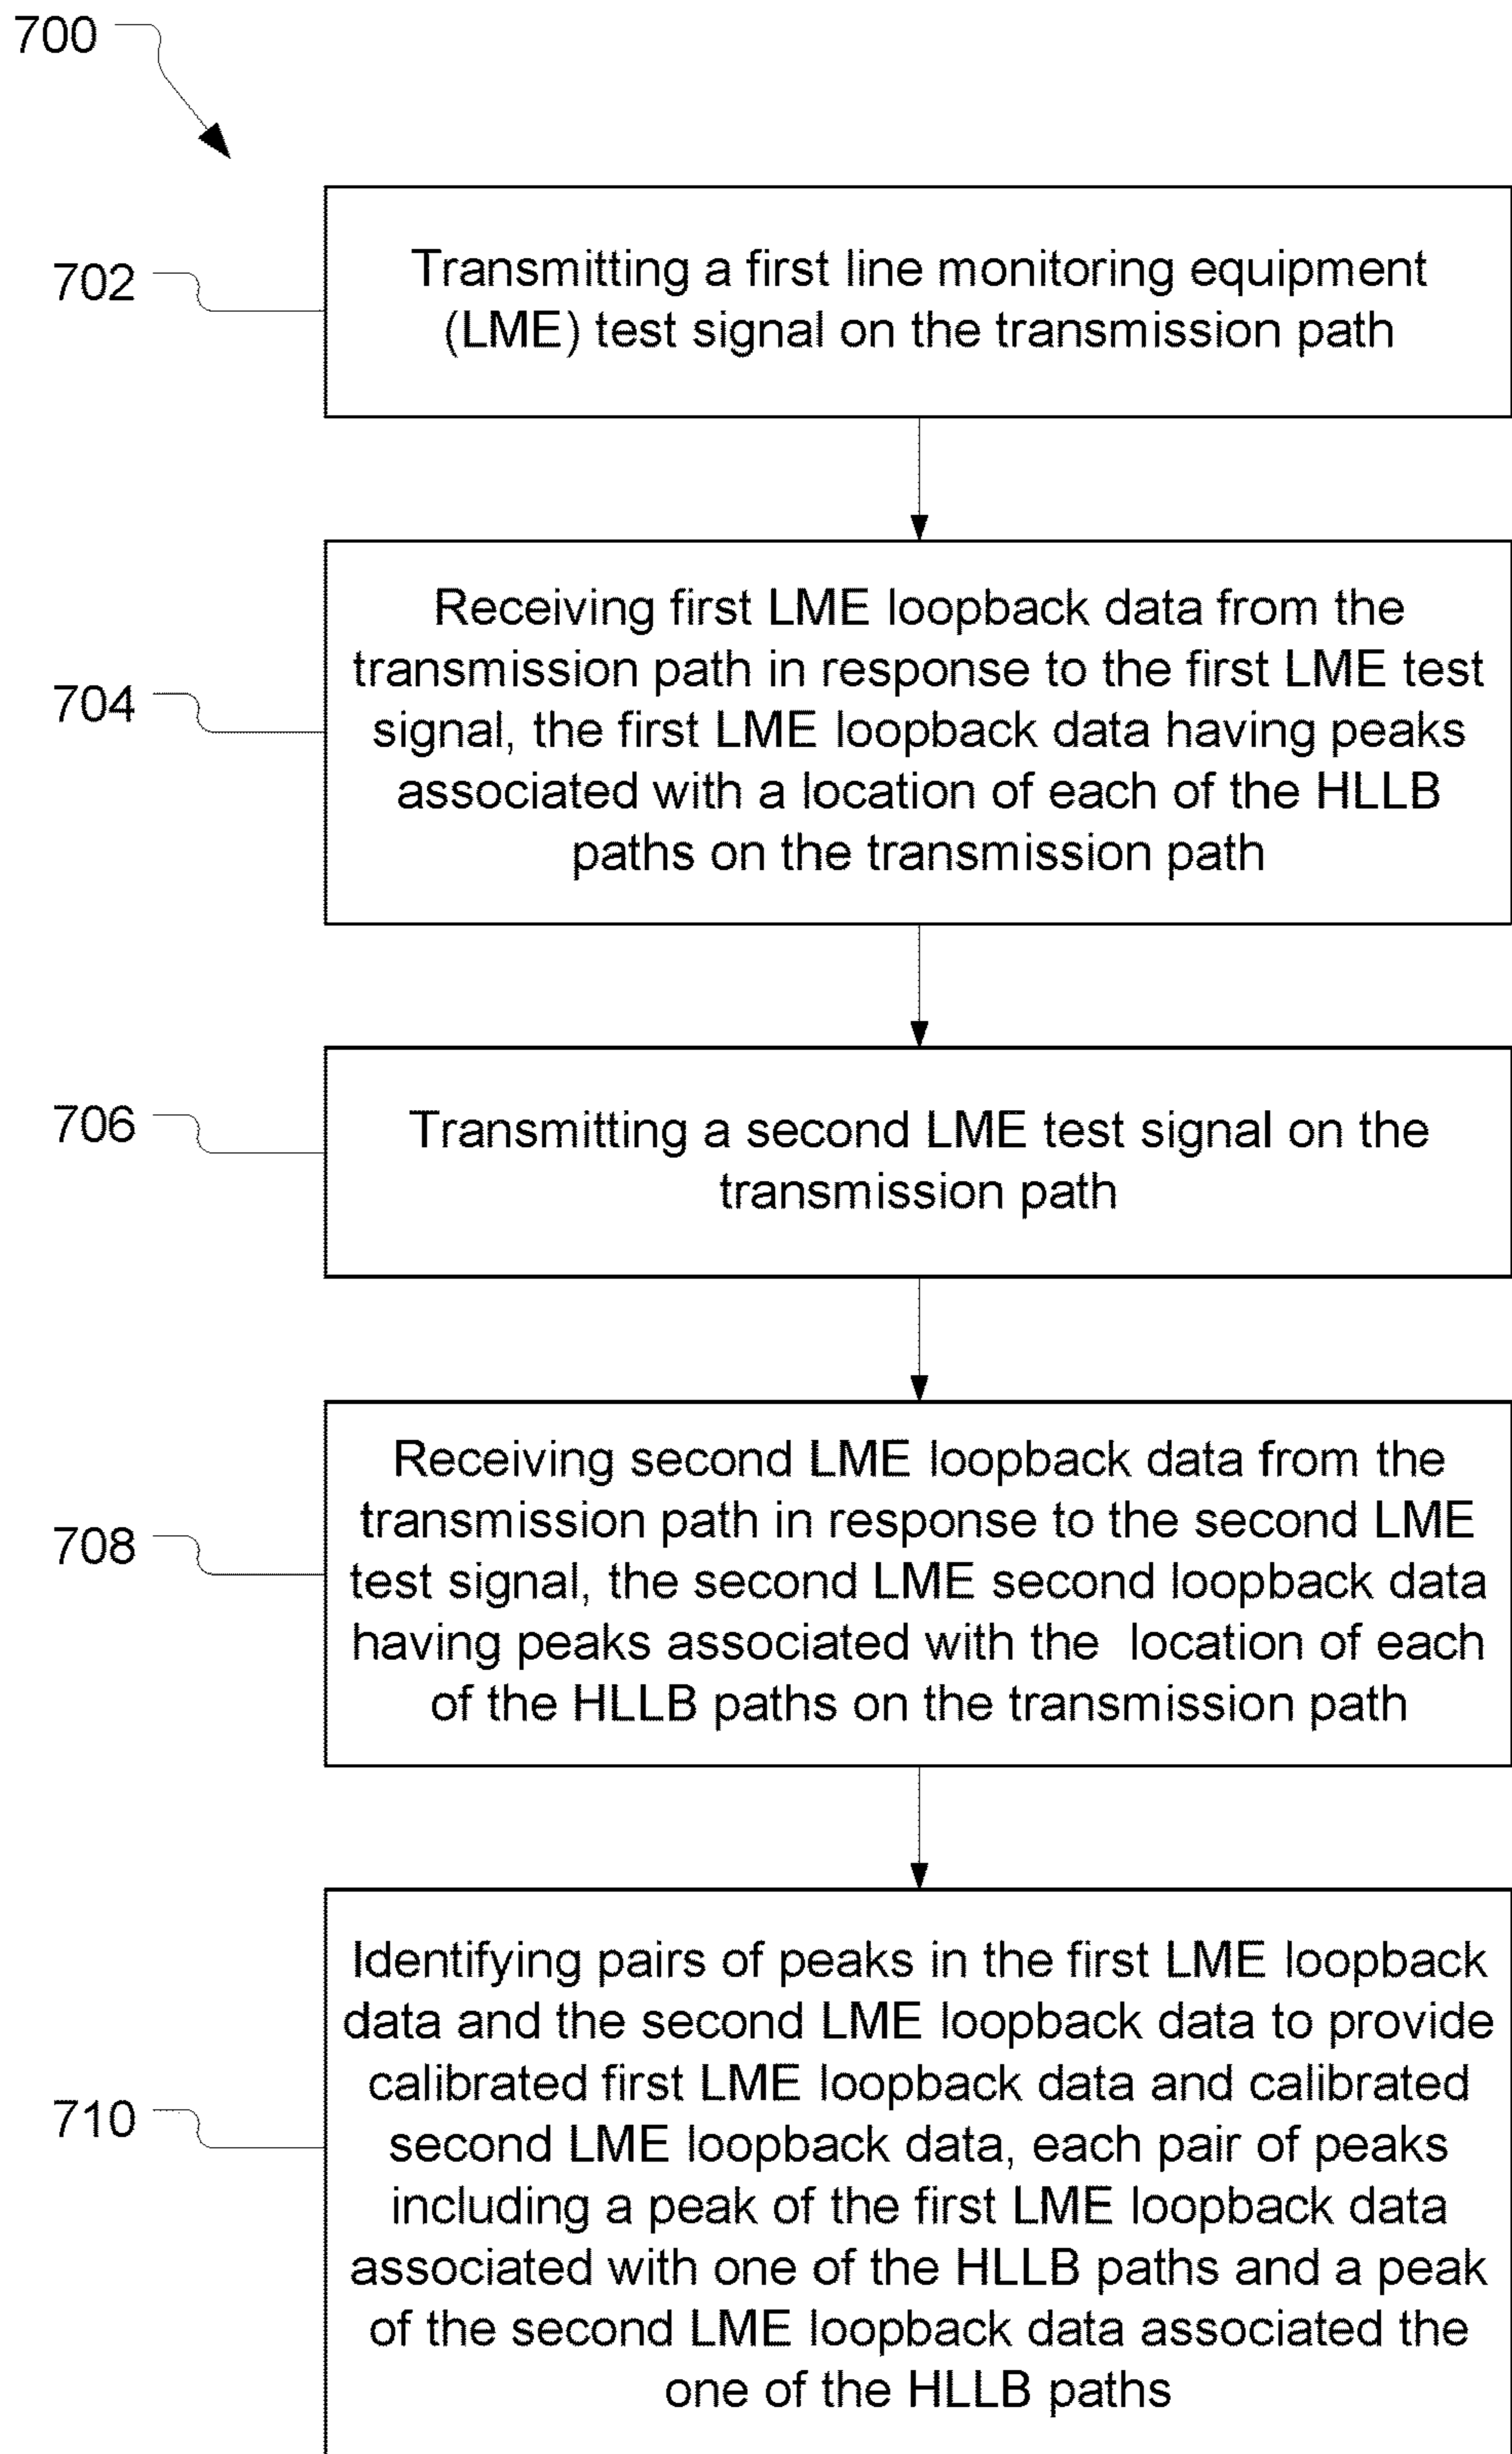 700
702
Transmitting a first line monitoring equipment
(LME) test signal on the transmission path
704
Receiving first LME loopback data from the
transmission path in response to the first LME test
signal, the first LME loopback data having peaks
associated with a location of each of the HLLB
paths on the transmission path
706
Transmitting a second LME test signal on the
transmission path
708
Receiving second LME loopback data from the
transmission path in response to the second LME
test signal, the second LME second loopback data
having peaks associated with the location of each
of the HLLB paths on the transmission path
710
Identifying pairs of peaks in the first LME loopback
data and the second LME loopback data to provide
calibrated first LME loopback data and calibrated
second LME loopback data, each pair of peaks
including a peak of the first LME loopback data
associated with one of the HLLB paths and a peak
of the second LME loopback data associated the
one of the HLLB paths